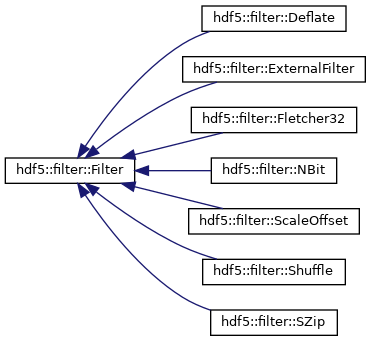 hdf5::filter::Deflate
hdf5::filter::ExternalFilter
hdf5::filter::Fletcher32
hdf5::filter::Filter
hdf5::filter::NBit
hdf5::filter::ScaleOffset
hdf5::filter::Shuffle
hdf5::filter::SZip